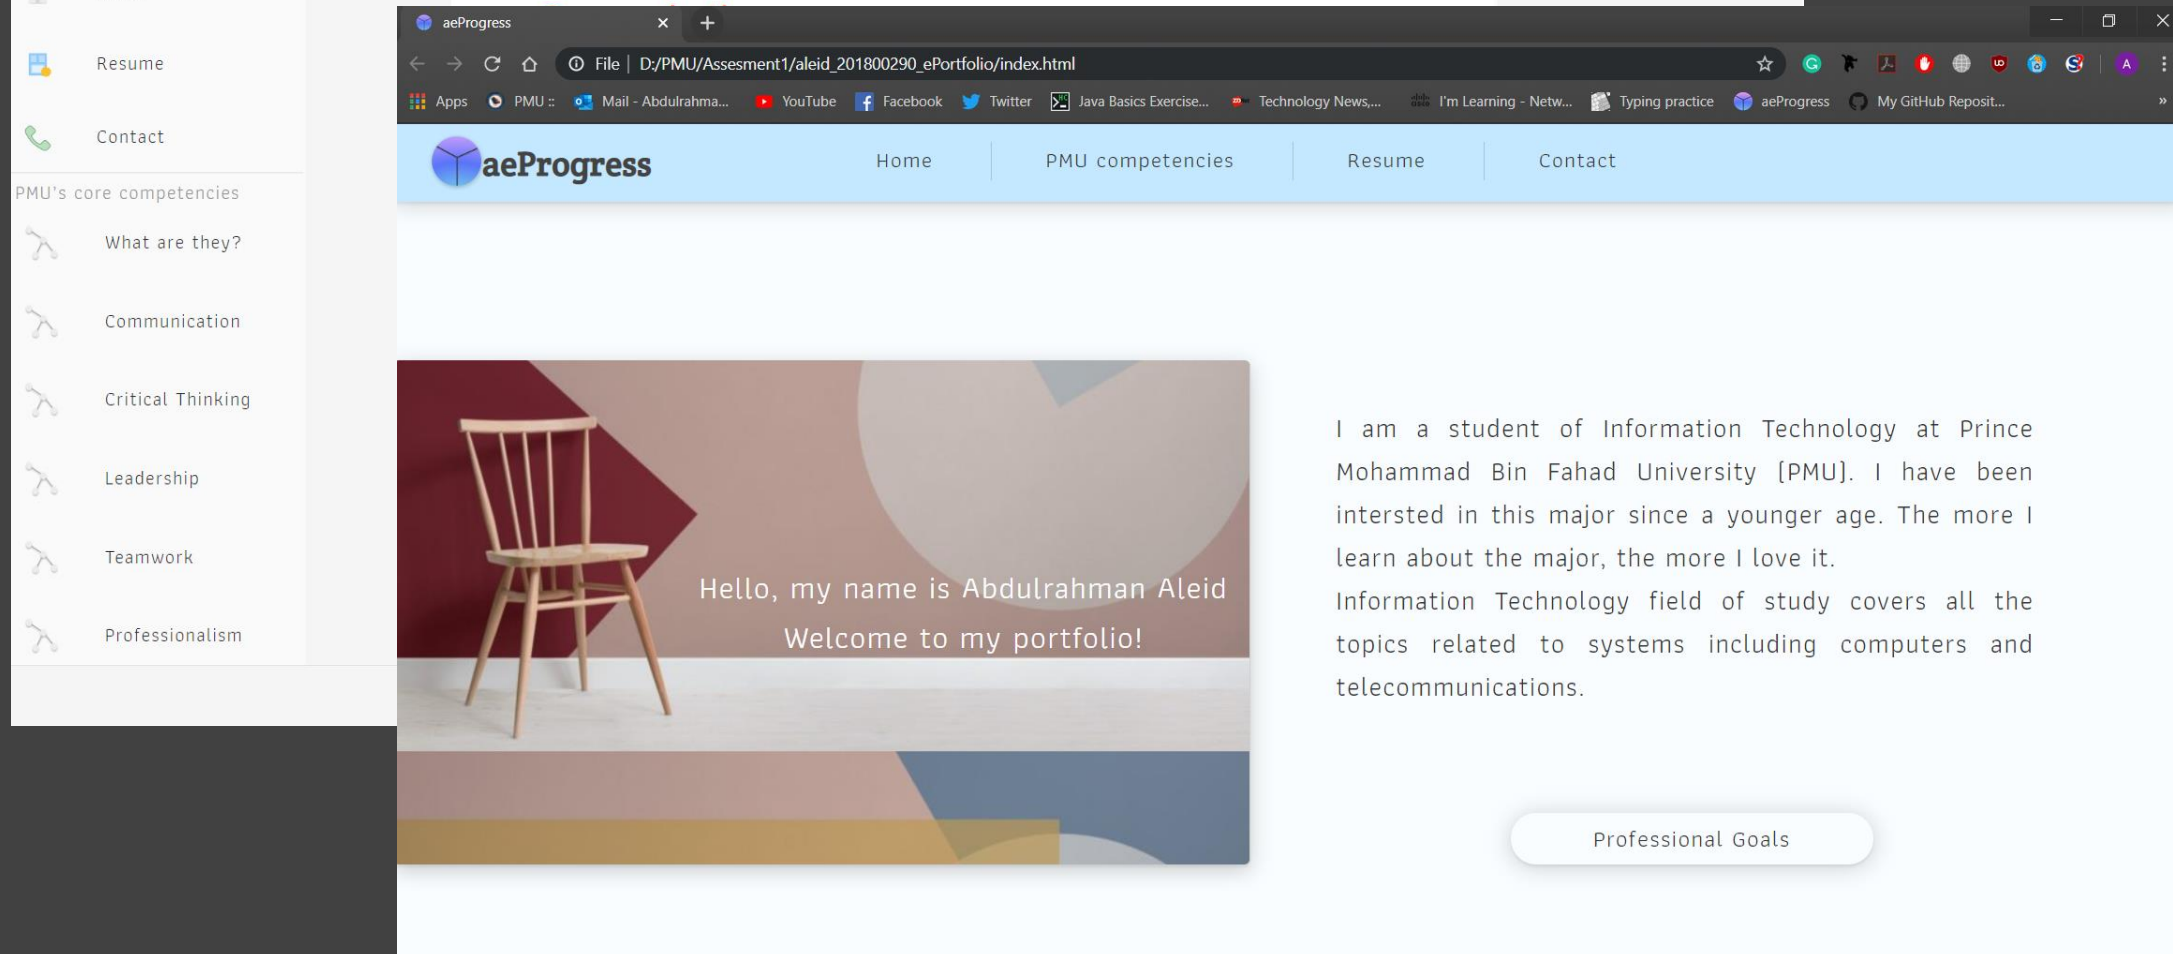 Resume
Contact
PMU's core competencies
What are they?
Communication
Critical Thinking
Leadership
Teamwork
Professionalism
aeProgress
File | D:/PMU/Assesment1/aleid_201800290_ePortfolio/index.html
Apps PMU :: Mail - Abdulrahma... YouTube Facebook Twitter Java Basics Exercise... Technology News,... I'm Learning - Netw... Typing practice aeProgress My GitHub Reposit... »
aeProgress Home PMU competencies Resume Contact
Hello, my name is Abdulrahman Aleid
Welcome to my portfolio!
I am a student of Information Technology at Prince
Mohammad Bin Fahad University (PMU). I have been
intersted in this major since a younger age. The more I
learn about the major, the more I love it.
Information Technology field of study covers all the
topics related to systems including computers and
telecommunications.
Professional Goals